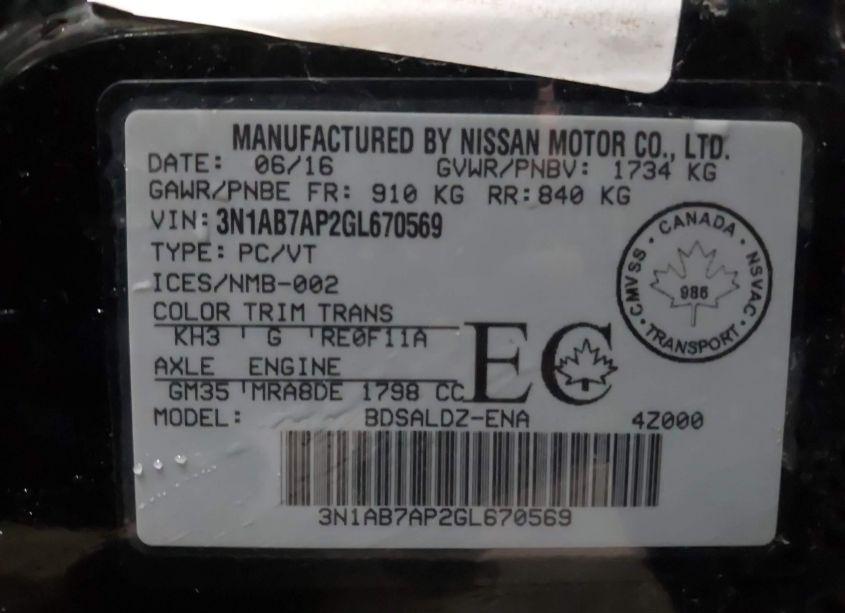 MANUFACTURED BY NISSAN MOTOR CO., LTD.
DATE: 06/16 GVWR/PNBV: 1734 KG
GAWR/PNBE FR: 910 KG RR:840 KG
VIN: 3N1AB7AP2GL670569
TYPE: PC/VT
ICES/NMB-002
COLOR TRIM TRANS
KH3 G RE0F11A
AXLE ENGINE
GM35 MRA8DE 1798 CC
EC
CANADA · NSVAC · TRANSPORT · CMVSS ·
986
MODEL: BDSALDZ-ENA 4Z000
3N1AB7AP2GL670569